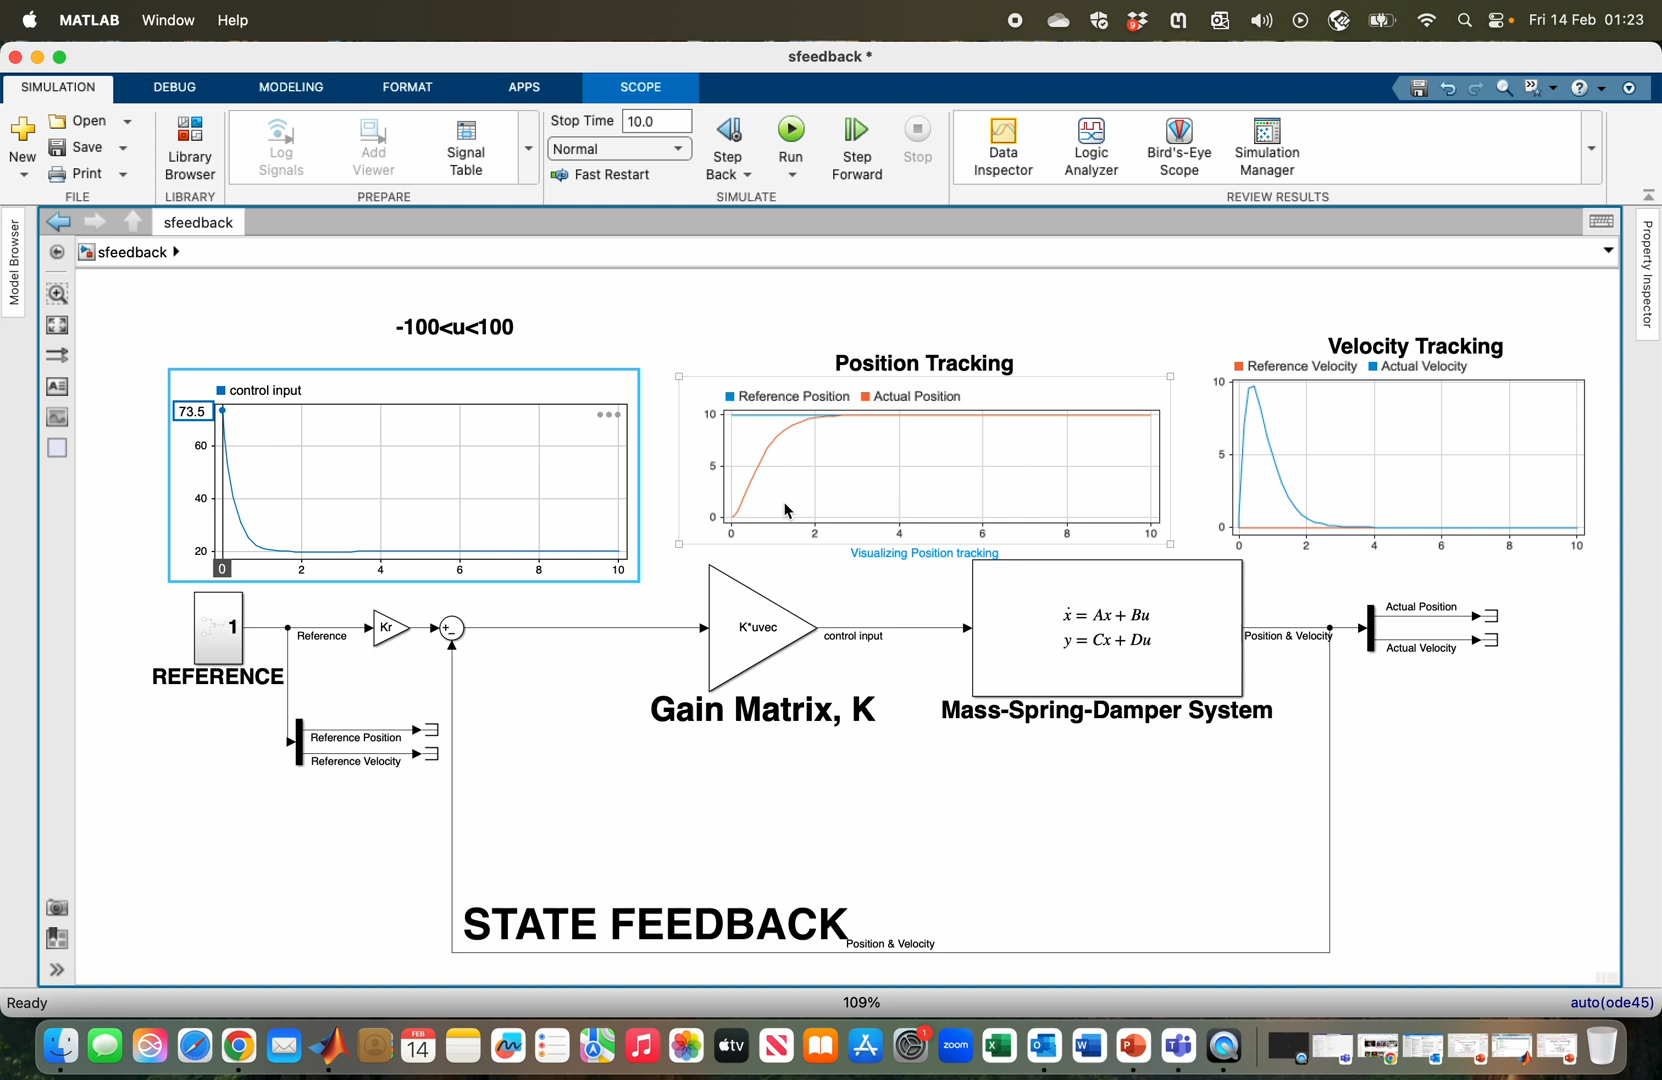 MATLAB Window Help
9
Fri 14 Feb 01:23
sfeedback *
SIMULATION DEBUG MODELING FORMAT APPS SCOPE
New
Open
Save
Print
FILE
Library
Browser
LIBRARY
Log
Signals
Add
Viewer
Signal
Table
PREPARE
Stop Time 10.0
Normal
Fast Restart
Step
Back
Run
Step
Forward
Stop
SIMULATE
Data
Inspector
Logic
Analyzer
Bird's-Eye
Scope
Simulation
Manager
REVIEW RESULTS
Model Browser
sfeedback
sfeedback
Property Inspector
-100<u<100
control input
73.5
60
40
20
0 2 4 6 8 10
Position Tracking
Reference Position Actual Position
10
5
0
0 2 4 6 8 10
Visualizing Position tracking
Velocity Tracking
Reference Velocity Actual Velocity
10
5
0
0 2 4 6 8 10
1
REFERENCE
Reference
Kr
+
−
K*uvec
control input
Gain Matrix, K
ẋ = Ax + Bu
y = Cx + Du
Mass-Spring-Damper System
Position & Velocity
Actual Position
Actual Velocity
Reference Position
Reference Velocity
STATE FEEDBACK
Position & Velocity
Ready
109%
auto(ode45)
FEB
14
tv
1
zoom